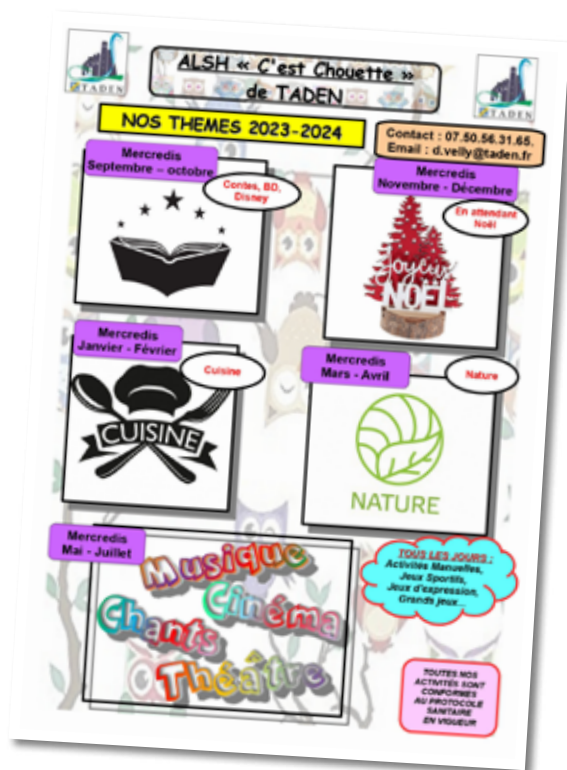 TADEN
ALSH « C'est Chouette »
de TADEN
TADEN
NOS THEMES 2023-2024
Contact : 07.50.56.31.65.
Email : d.velly@taden.fr
Mercredis
Septembre – octobre
Contes, BD,
Disney
Mercredis
Novembre - Décembre
En attendant
Noël
Joyeux
NOËL
Mercredis
Janvier - Février
Cuisine
CUISINE
Mercredis
Mars - Avril
Nature
NATURE
Mercredis
Mai - Juillet
Musique
Cinéma
Chants
Théâtre
TOUS LES JOURS :
Activités Manuelles,
Jeux Sportifs,
Jeux d'expression,
Grands jeux...
TOUTES NOS
ACTIVITÉS SONT
CONFORMES
AU PROTOCOLE
SANITAIRE
EN VIGUEUR